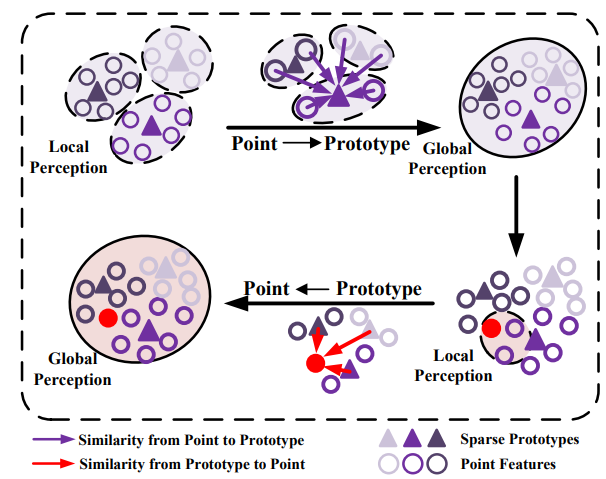 Local
Perception
Point → Prototype
Global
Perception
Point ← Prototype
Global
Perception
Local
Perception
Similarity from Point to Prototype
Sparse Prototypes
Similarity from Prototype to Point
Point Features